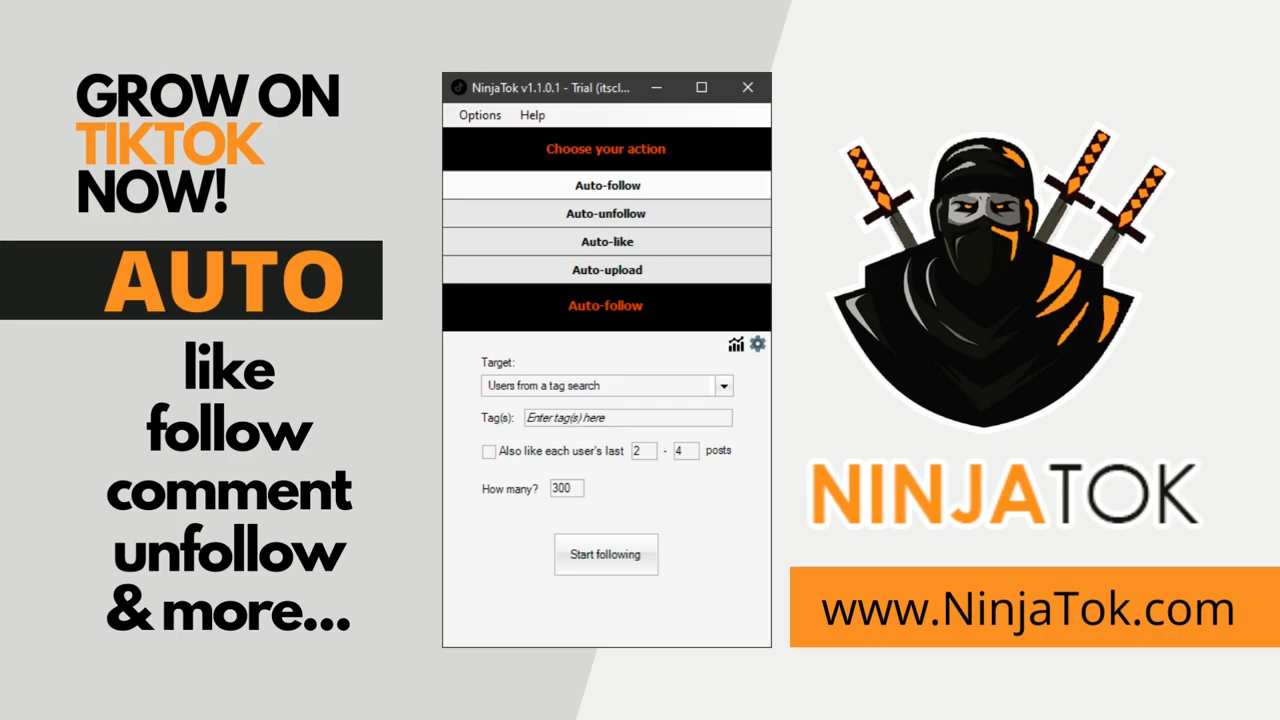 GROW ON
TIKTOK
NOW!
AUTO
like
follow
comment
unfollow
& more...
NinjaTok v1.1.0.1 - Trial (itscl...
Options Help
Choose your action
Auto-follow
Auto-unfollow
Auto-like
Auto-upload
Auto-follow
Target:
Users from a tag search
Tag(s): Enter tag(s) here
Also like each user's last 2 - 4 posts
How many? 300
Start following
NINJATOK
www.NinjaTok.com